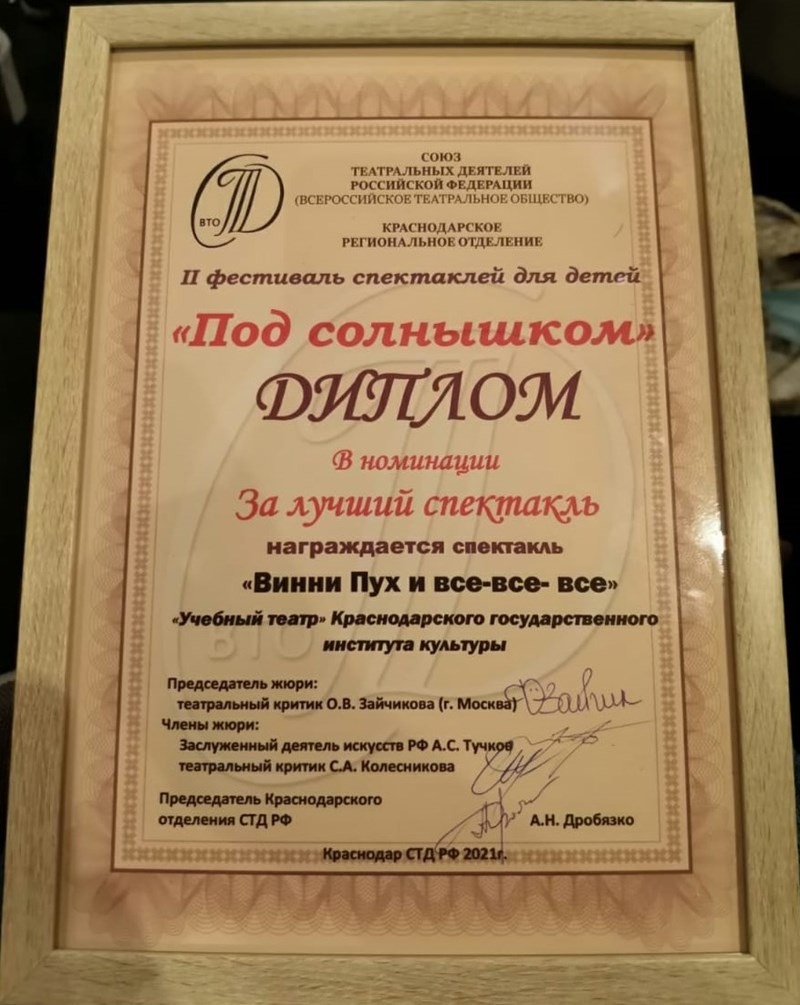 СОЮЗ
ТЕАТРАЛЬНЫХ ДЕЯТЕЛЕЙ
РОССИЙСКОЙ ФЕДЕРАЦИИ
(ВСЕРОССИЙСКОЕ ТЕАТРАЛЬНОЕ ОБЩЕСТВО)
ВТО
КРАСНОДАРСКОЕ
РЕГИОНАЛЬНОЕ ОТДЕЛЕНИЕ
II фестиваль спектаклей для детей
«Под солнышком»
ДИПЛОМ
В номинации
За лучший спектакль
награждается спектакль
«Винни Пух и все-все- все»
«Учебный театр» Краснодарского государственного
института культуры
ВТО
Председатель жюри:
театральный критик О.В. Зайчикова (г. Москва)
Члены жюри:
Заслуженный деятель искусств РФ А.С. Тучков
театральный критик С.А. Колесникова
Председатель Краснодарского
отделения СТД РФ А.Н. Дробязко
Краснодар СТД РФ 2021г.